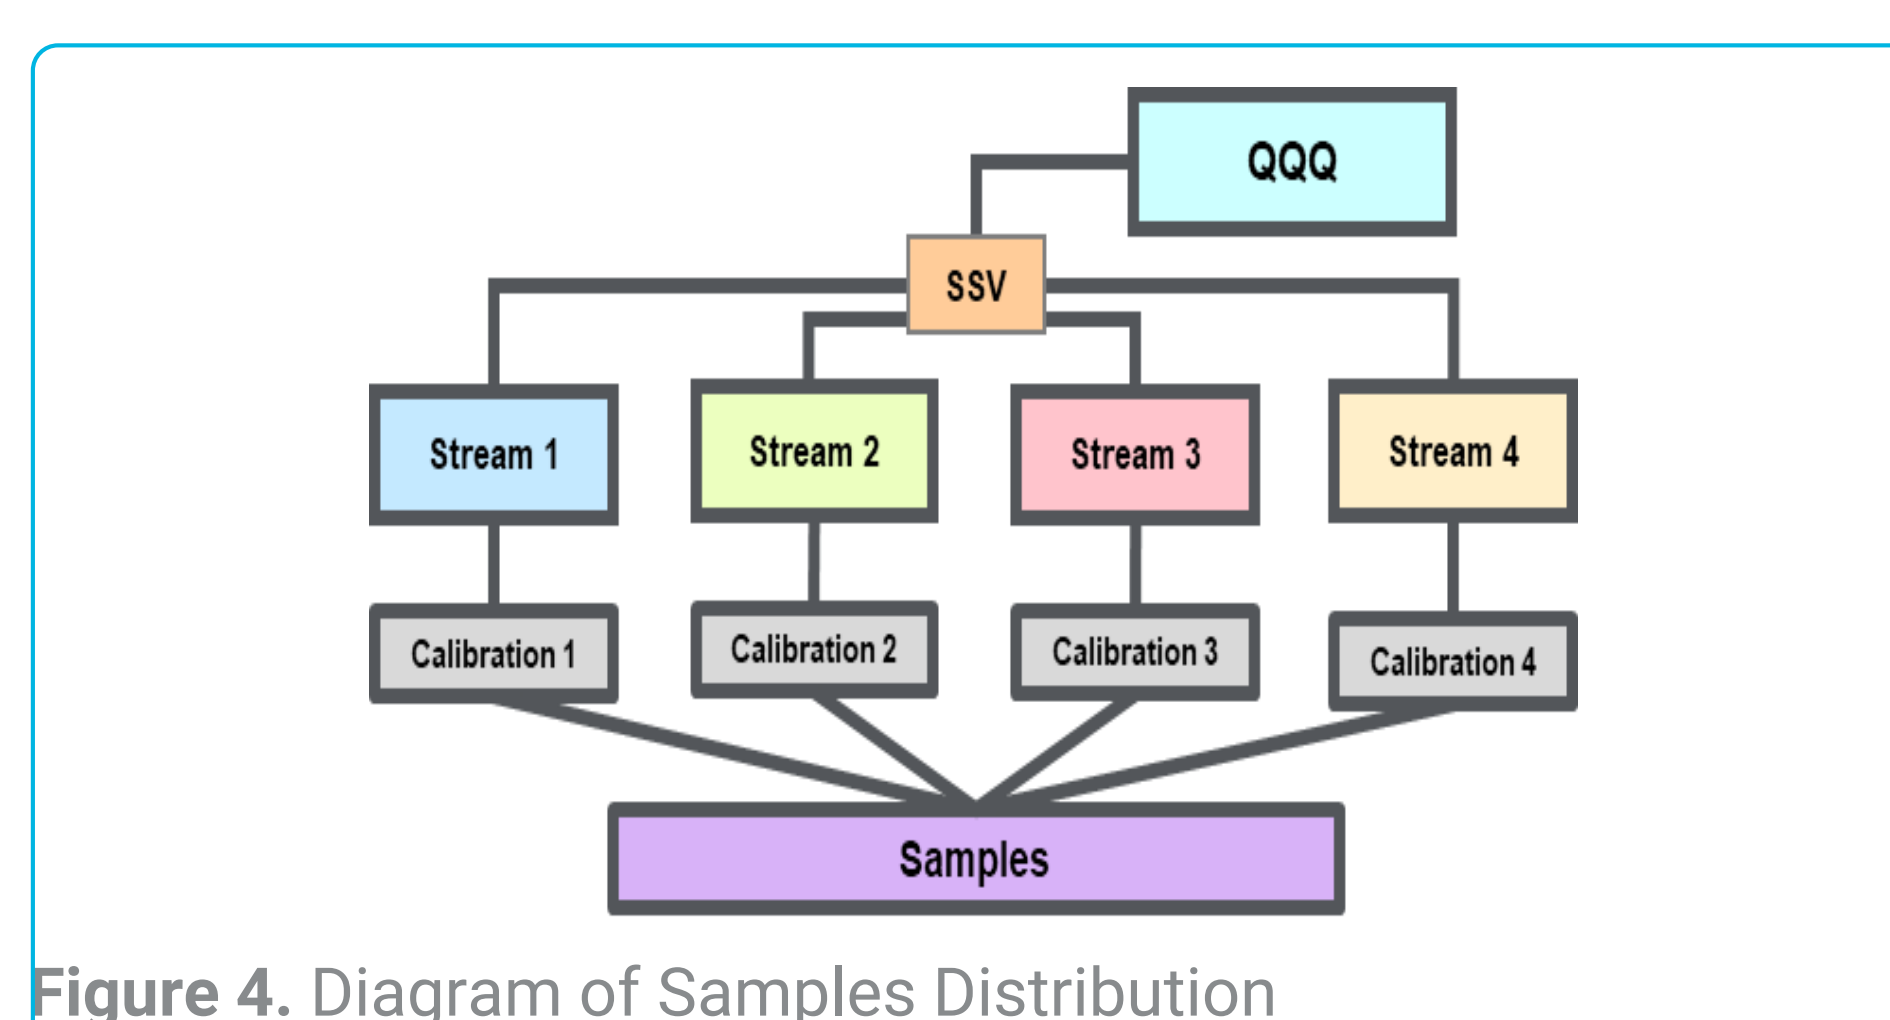 QQQ
SSV
Stream 1
Stream 2
Stream 3
Stream 4
Calibration 1
Calibration 2
Calibration 3
Calibration 4
Samples
Figure 4. Diagram of Samples Distribution